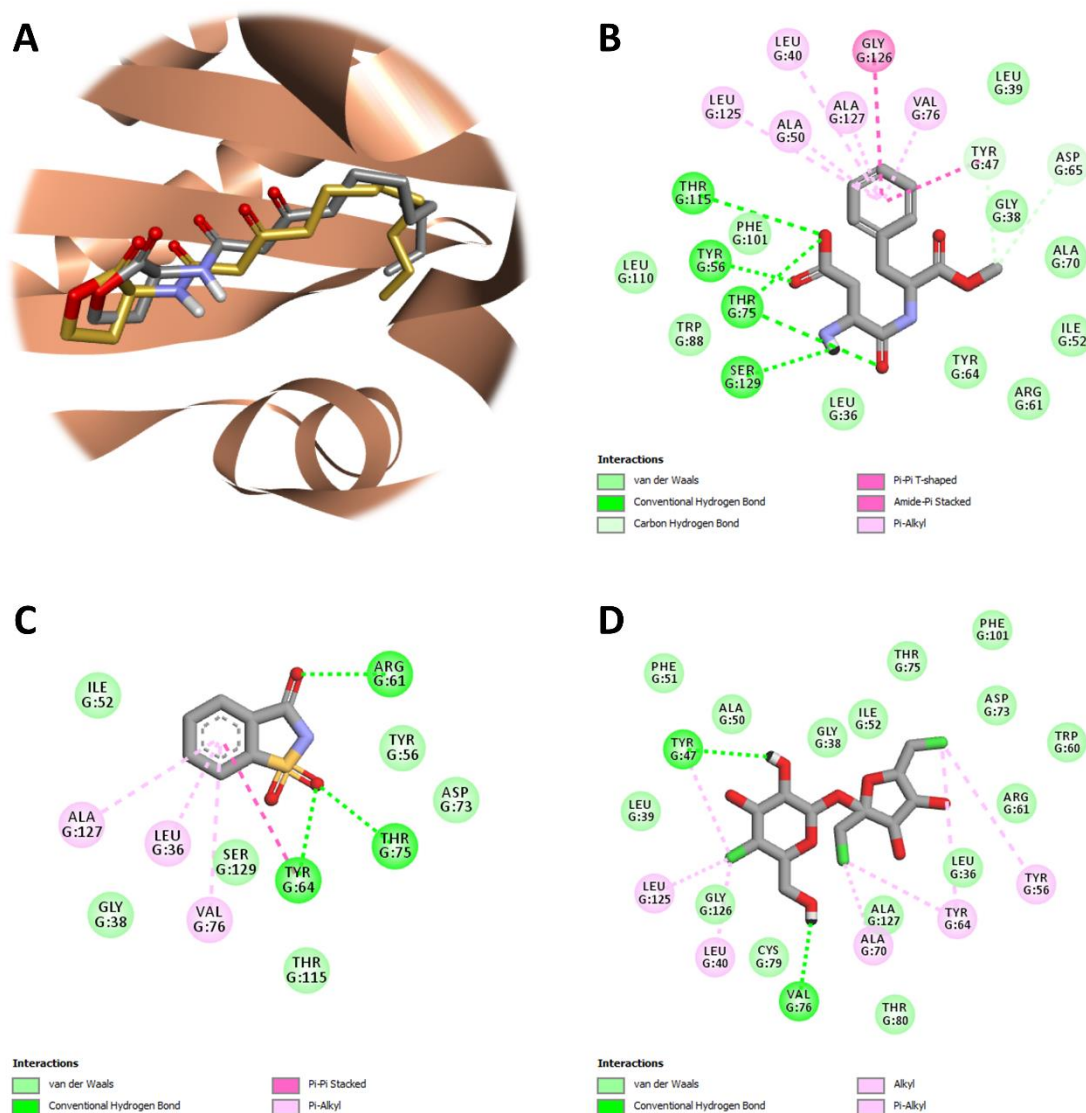 A
B
LEU
G:40
GLY
G:126
LEU
G:39
LEU
G:125
ALA
G:50
ALA
G:127
VAL
G:76
TYR
G:47
ASP
G:65
THR
G:115
PHE
G:101
GLY
G:38
TYR
G:56
ALA
G:70
LEU
G:110
THR
G:75
TRP
G:88
ILE
G:52
SER
G:129
TYR
G:64
LEU
G:36
ARG
G:61
Interactions
van der Waals
Conventional Hydrogen Bond
Carbon Hydrogen Bond
Pi-Pi T-shaped
Amide-Pi Stacked
Pi-Alkyl
C
ARG
G:61
ILE
G:52
TYR
G:56
ASP
G:73
ALA
G:127
LEU
G:36
SER
G:129
THR
G:75
TYR
G:64
GLY
G:38
VAL
G:76
THR
G:115
Interactions
van der Waals
Conventional Hydrogen Bond
Pi-Pi Stacked
Pi-Alkyl
D
PHE
G:101
THR
G:75
PHE
G:51
ALA
G:50
ILE
G:52
ASP
G:73
GLY
G:38
TYR
G:47
TRP
G:60
LEU
G:39
ARG
G:61
LEU
G:36
LEU
G:125
GLY
G:126
TYR
G:56
ALA
G:127
TYR
G:64
LEU
G:40
CYS
G:79
ALA
G:70
VAL
G:76
THR
G:80
Interactions
van der Waals
Conventional Hydrogen Bond
Alkyl
Pi-Alkyl